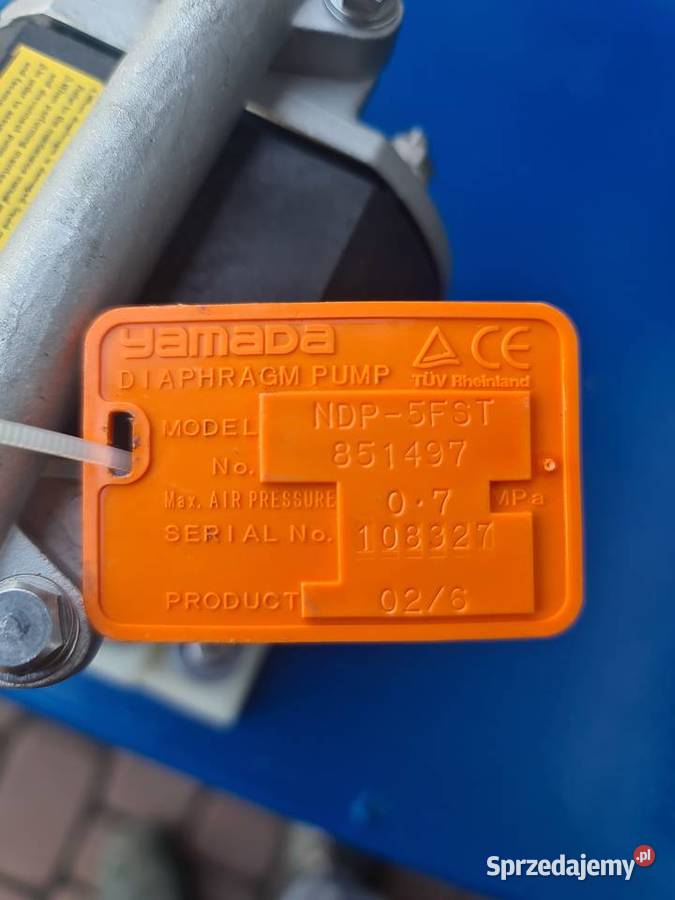 yamada
DIAPHRAGM PUMP
TÜV Rheinland
CE
MODEL NDP-5FST
No. 851497
Max. AIR PRESSURE 0.7 MPa
SERIAL No. 108327
PRODUCT 02/6
Sprzedajemy.pl